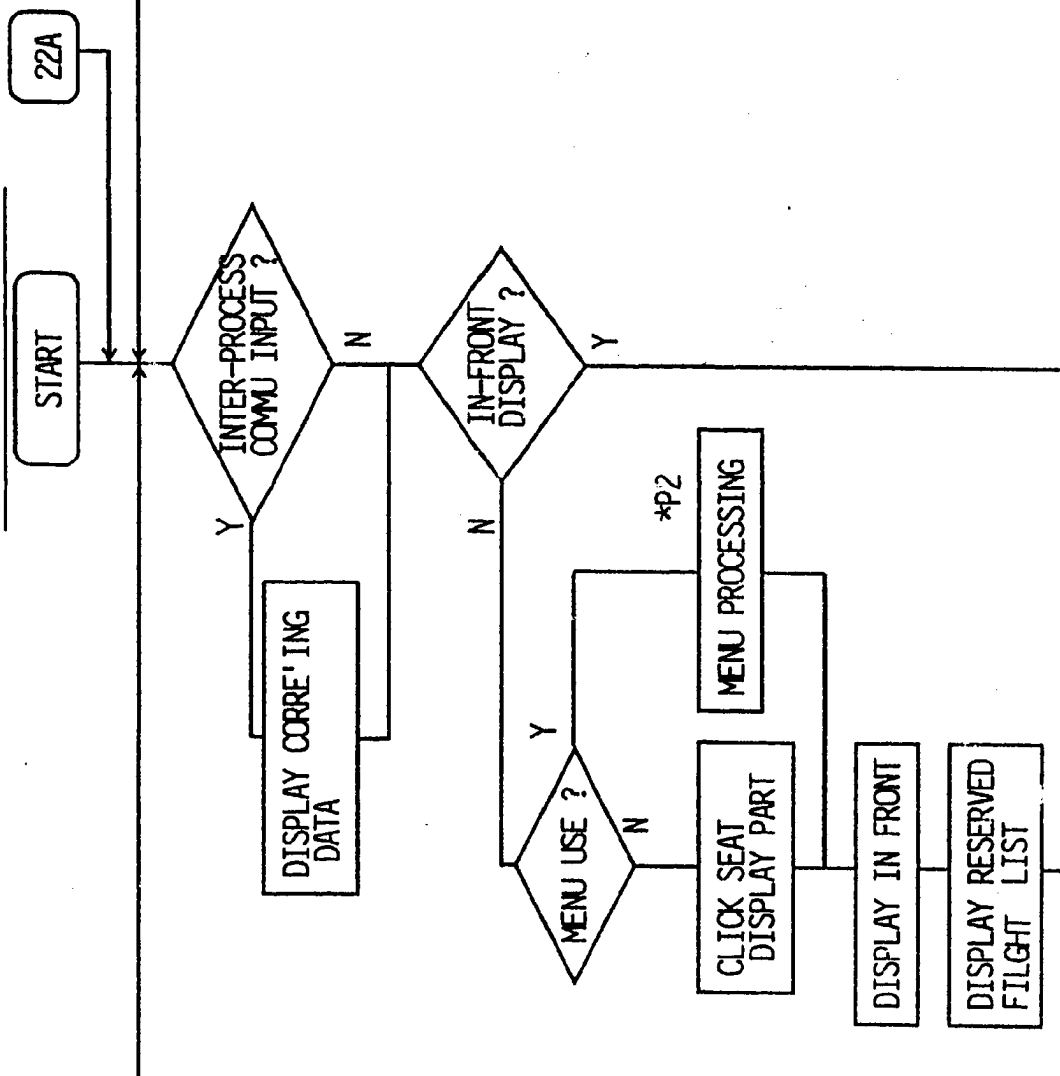 22A
START
INTER-PROCESS
COMMU INPUT ?
Y
N
DISPLAY CORRE'ING
DATA
IN-FRONT
DISPLAY ?
N
Y
MENU USE ?
Y
N
*P2
MENU PROCESSING
CLICK SEAT
DISPLAY PART
DISPLAY IN FRONT
DISPLAY RESERVED
FILGHT LIST